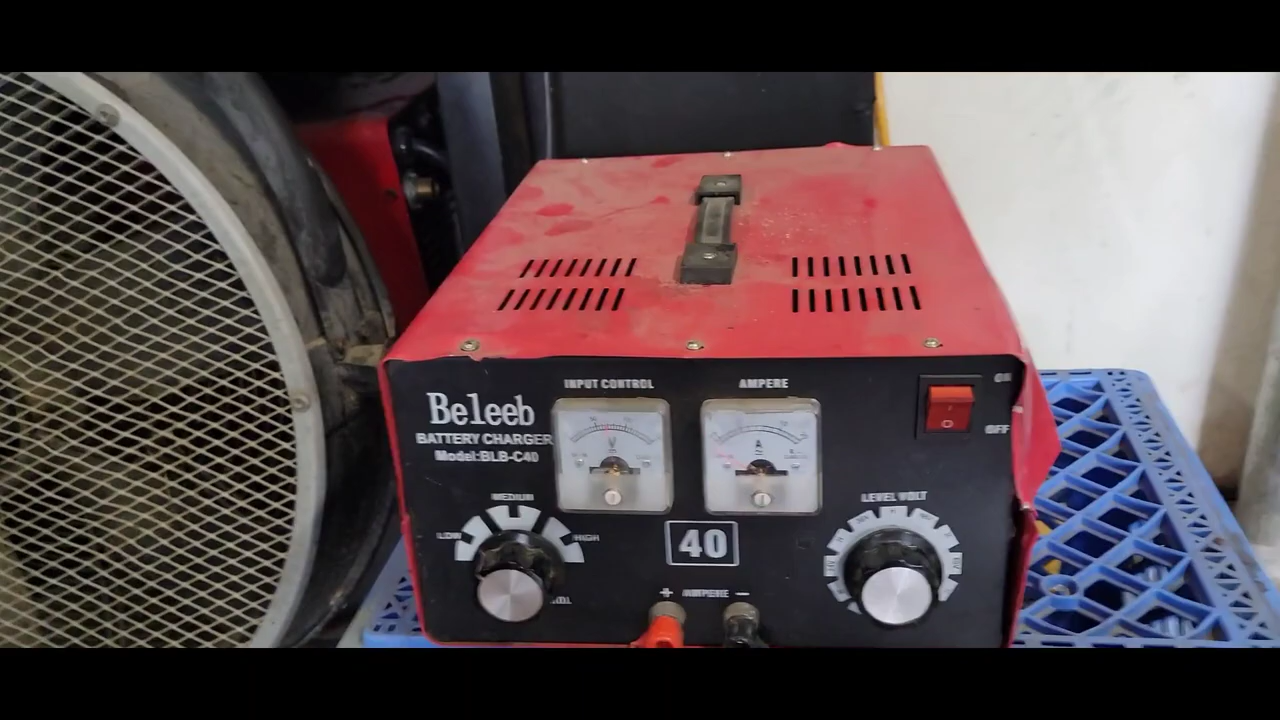 INPUT CONTROL
AMPERE
ON
Beleeb
BATTERY CHARGER
Model:BLB-C40
V
A
OFF
MEDIUM
LEVEL VOLT
LOW
HIGH
40
+ AMPERE -